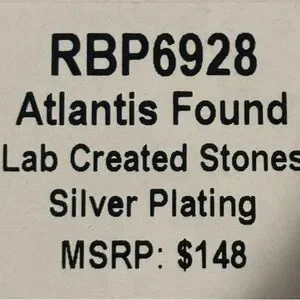 RBP6928
Atlantis Found
Lab Created Stones
Silver Plating
MSRP: $148